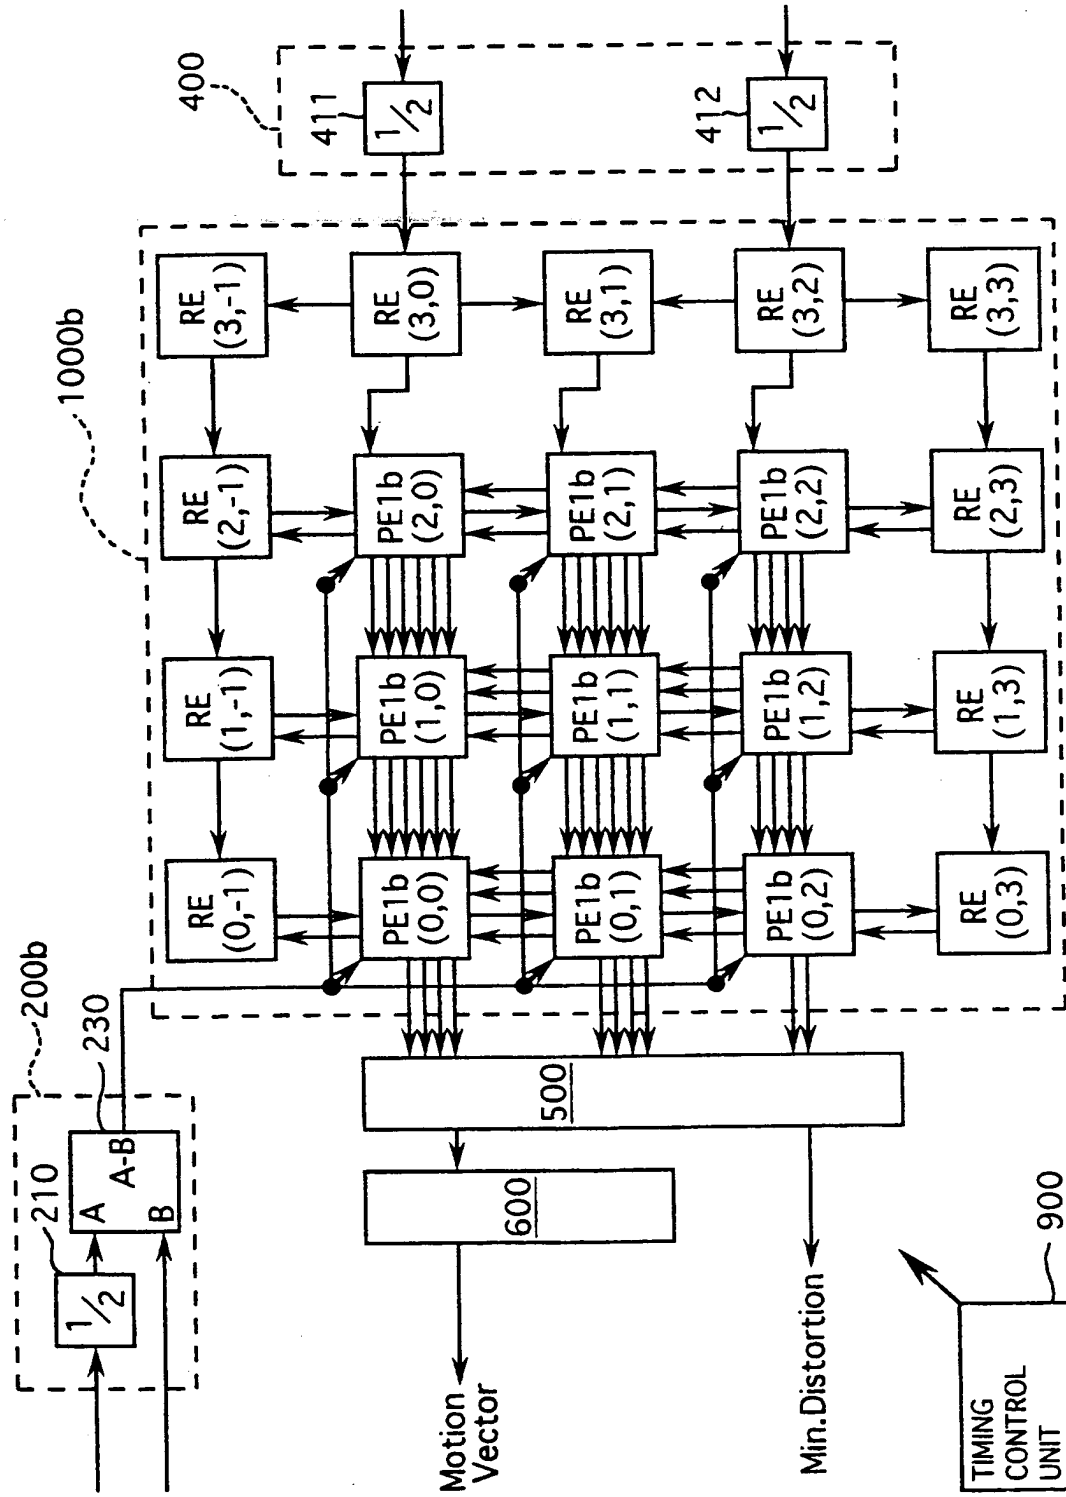 200b
210
230
1/2
A
A-B
B
1000b
400
411
1/2
412
1/2
RE
(0,-1)
RE
(1,-1)
RE
(2,-1)
RE
(3,-1)
PE1b
(0,0)
PE1b
(1,0)
PE1b
(2,0)
RE
(3,0)
PE1b
(0,1)
PE1b
(1,1)
PE1b
(2,1)
RE
(3,1)
PE1b
(0,2)
PE1b
(1,2)
PE1b
(2,2)
RE
(3,2)
RE
(0,3)
RE
(1,3)
RE
(2,3)
RE
(3,3)
500
600
Motion
Vector
Min.Distortion
TIMING
CONTROL
UNIT
900